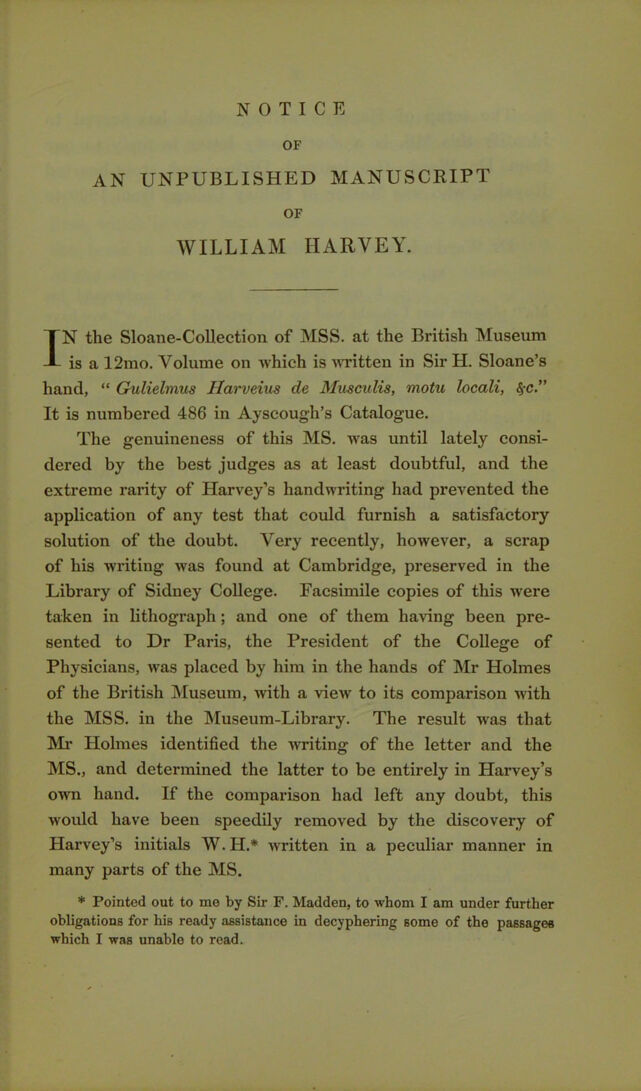 NOTICE
OF
AN UNPUBLISHED MANUSCRIPT
OF
WILLIAM HARVEY.
IN the Sloane-Collection of MSS. at the British Museum
is a 12mo. Volume on which is written in Sir H. Sloane's
hand, “ Gulielmus Harveius de Musculis, motu locali, &c.”
It is numbered 486 in Ayscough's Catalogue.
The genuineness of this MS. was until lately consi-
dered by the best judges as at least doubtful, and the
extreme rarity of Harvey's handwriting had prevented the
application of any test that could furnish a satisfactory
solution of the doubt. Very recently, however, a scrap
of his writing was found at Cambridge, preserved in the
Library of Sidney College. Facsimile copies of this were
taken in lithograph; and one of them having been pre-
sented to Dr Paris, the President of the College of
Physicians, was placed by him in the hands of Mr Holmes
of the British Museum, with a view to its comparison with
the MSS. in the Museum-Library. The result was that
Mr Holmes identified the writing of the letter and the
MS., and determined the latter to be entirely in Harvey's
own hand. If the comparison had left any doubt, this
would have been speedily removed by the discovery of
Harvey's initials W. H.* written in a peculiar manner in
many parts of the MS.
* Pointed out to me by Sir F. Madden, to whom I am under further
obligations for his ready assistance in decyphering some of the passages
which I was unable to read.